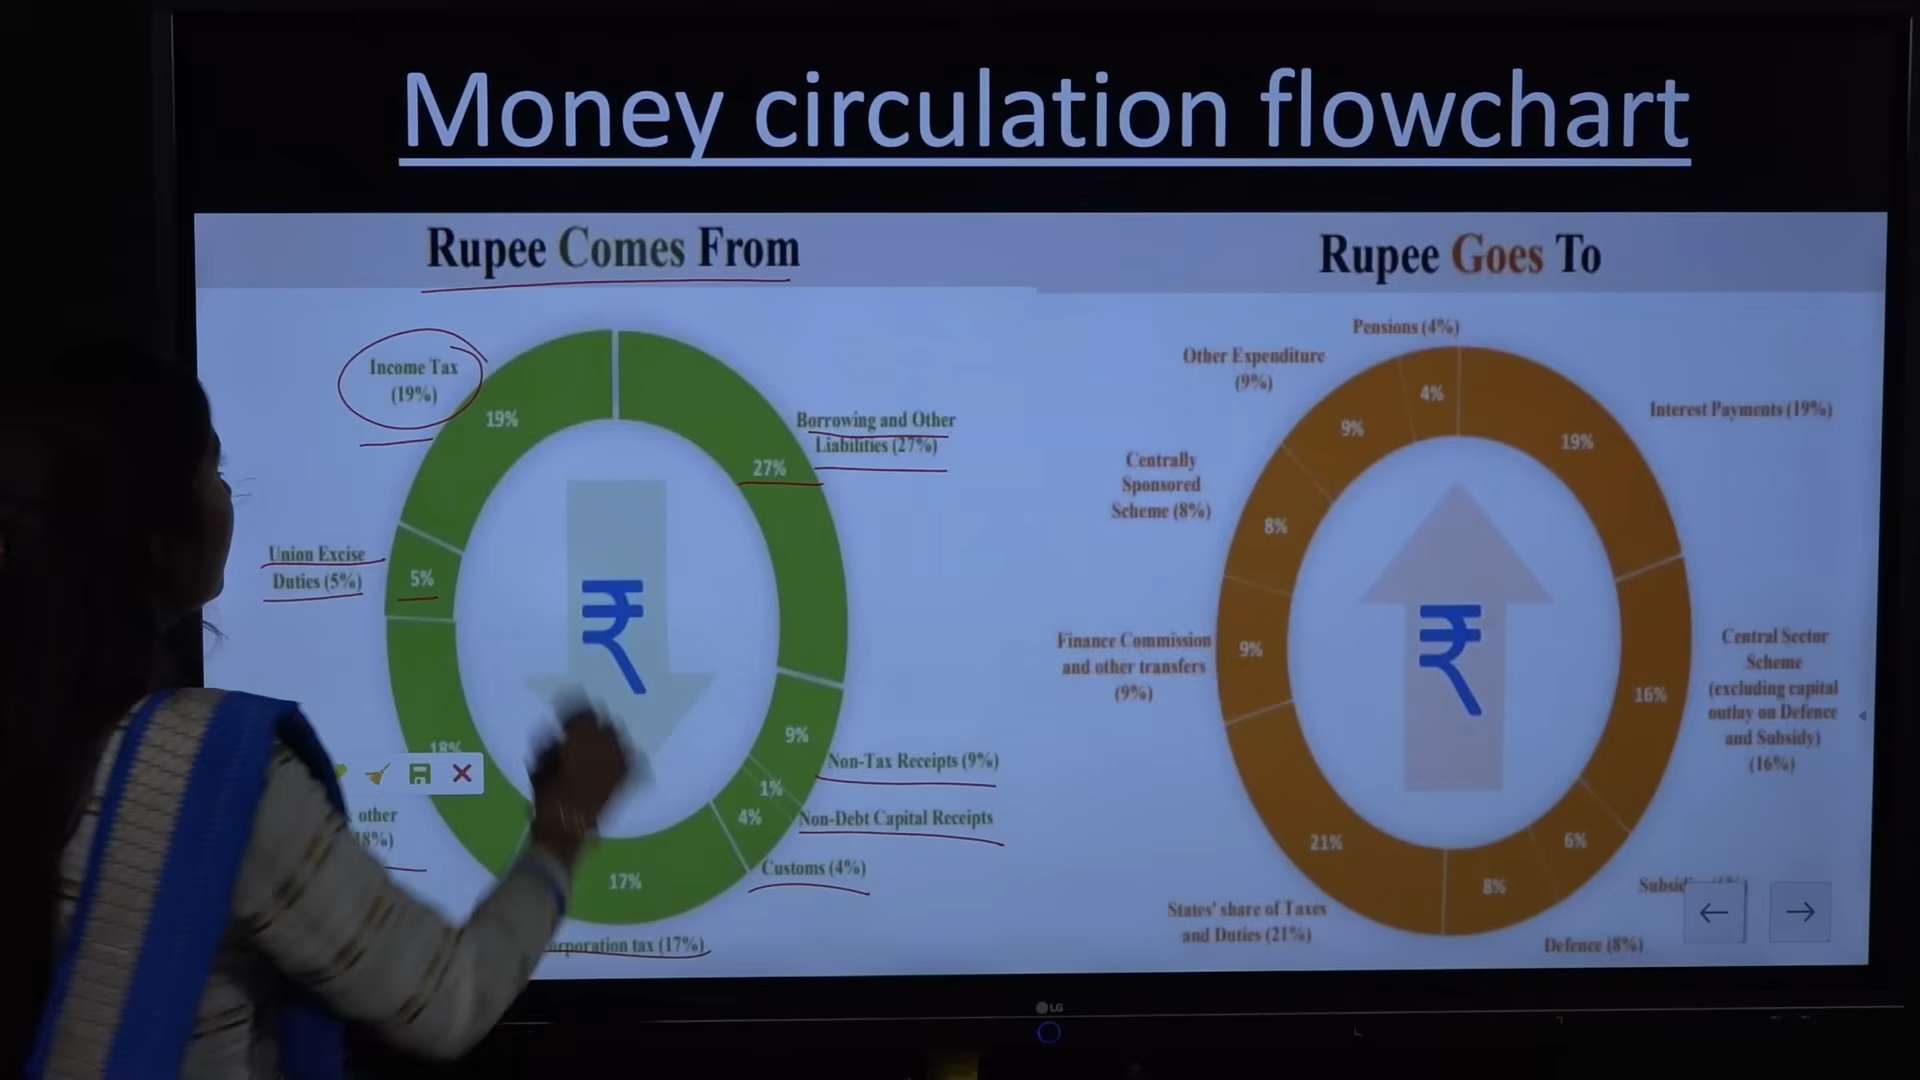 Money circulation flowchart
Rupee Comes From
Income Tax
(19%)
19%
Borrowing and Other
Liabilities (27%)
27%
Union Excise
Duties (5%)
5%
₹
18%
other
18%)
9%
Non-Tax Receipts (9%)
1%
Non-Debt Capital Receipts
4%
Customs (4%)
17%
orporation tax (17%)
Rupee Goes To
Pensions (4%)
4%
Other Expenditure
(9%)
9%
Interest Payments (19%)
19%
Centrally
Sponsored
Scheme (8%)
8%
Finance Commission
and other transfers
(9%)
9%
₹
16%
Central Sector
Scheme
(excluding capital
outlay on Defence
and Subsidy)
(16%)
21%
States' share of Taxes
and Duties (21%)
8%
Defence (8%)
6%
LG